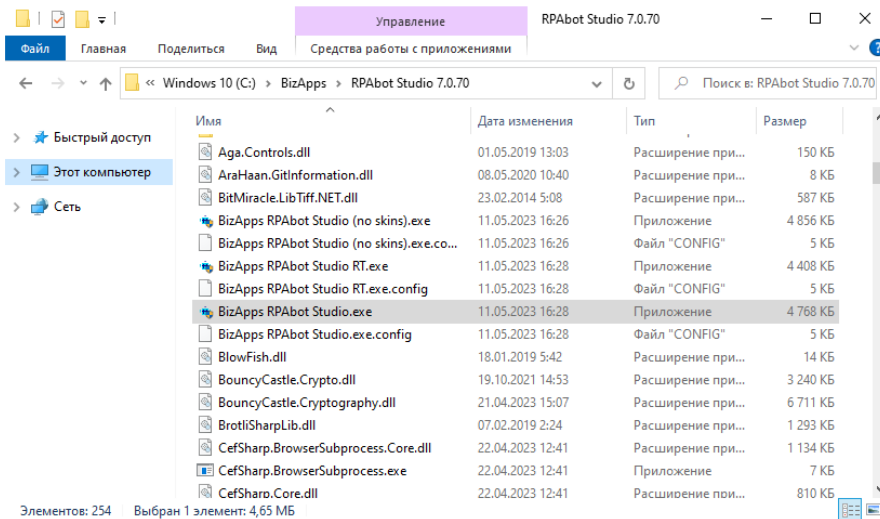 Управление
RPAbot Studio 7.0.70
Файл Главная Поделиться Вид Средства работы с приложениями ?
« Windows 10 (C:) › BizApps › RPAbot Studio 7.0.70 Поиск в: RPAbot Studio 7.0.70
Быстрый доступ
Этот компьютер
Сеть
Имя Дата изменения Тип Размер
Aga.Controls.dll 01.05.2019 13:03 Расширение при... 150 КБ
AraHaan.GitInformation.dll 08.05.2020 10:40 Расширение при... 8 КБ
BitMiracle.LibTiff.NET.dll 23.02.2014 5:08 Расширение при... 587 КБ
BizApps RPAbot Studio (no skins).exe 11.05.2023 16:26 Приложение 4 856 КБ
BizApps RPAbot Studio (no skins).exe.co... 11.05.2023 16:26 Файл "CONFIG" 5 КБ
BizApps RPAbot Studio RT.exe 11.05.2023 16:28 Приложение 4 408 КБ
BizApps RPAbot Studio RT.exe.config 11.05.2023 16:28 Файл "CONFIG" 5 КБ
BizApps RPAbot Studio.exe 11.05.2023 16:28 Приложение 4 768 КБ
BizApps RPAbot Studio.exe.config 11.05.2023 16:28 Файл "CONFIG" 5 КБ
BlowFish.dll 18.01.2019 5:42 Расширение при... 14 КБ
BouncyCastle.Crypto.dll 19.10.2021 14:53 Расширение при... 3 240 КБ
BouncyCastle.Cryptography.dll 21.04.2023 15:07 Расширение при... 6 711 КБ
BrotliSharpLib.dll 07.02.2019 2:24 Расширение при... 1 293 КБ
CefSharp.BrowserSubprocess.Core.dll 22.04.2023 12:41 Расширение при... 1 134 КБ
CefSharp.BrowserSubprocess.exe 22.04.2023 12:41 Приложение 7 КБ
CefSharp.Core.dll 22.04.2023 12:41 Расширение при... 810 КБ
Элементов: 254 Выбран 1 элемент: 4,65 МБ